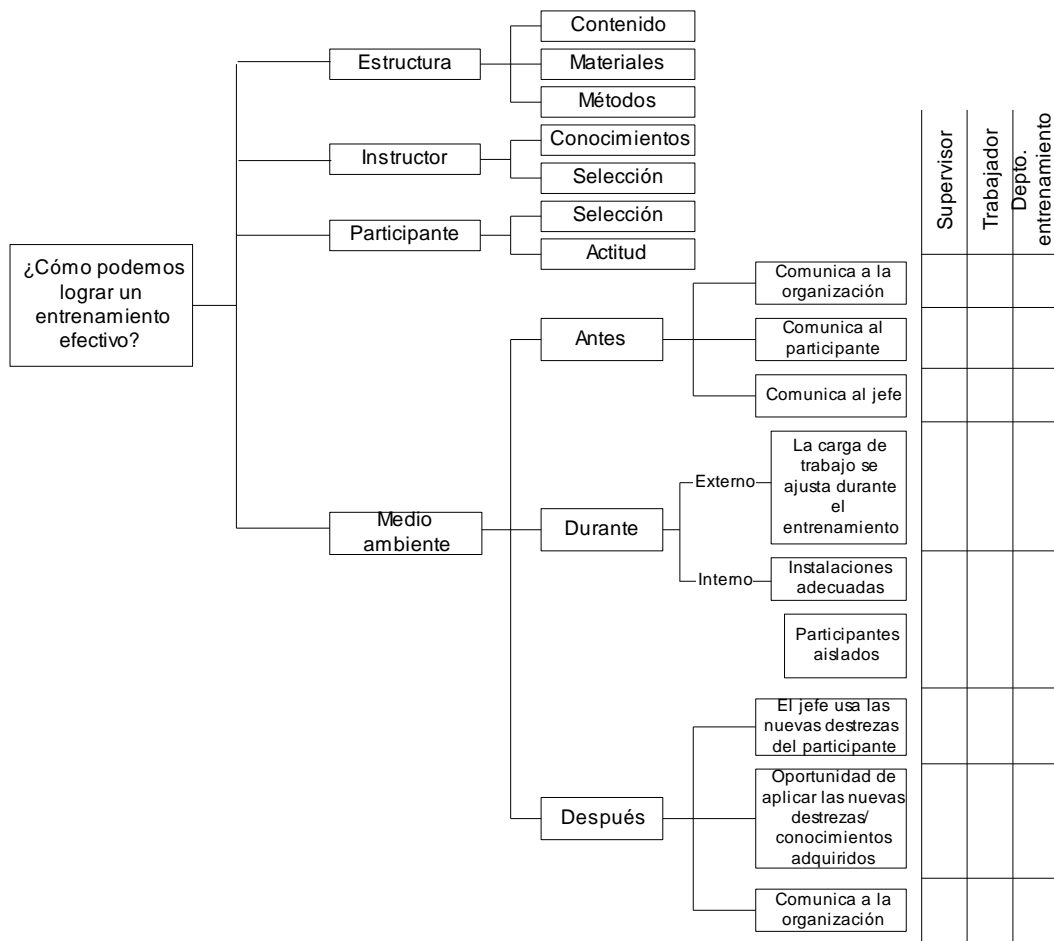 Contenido
Estructura
Materiales
Métodos
Conocimientos
Instructor
Selección
Selección
Participante
Actitud
¿Cómo podemos
lograr un
entrenamiento
efectivo?
Supervisor
Trabajador
Depto.
entrenamiento
Comunica a la
organización
Antes
Comunica al
participante
Comunica al jefe
La carga de
trabajo se
ajusta durante
el
entrenamiento
Externo
Medio
ambiente
Durante
Interno
Instalaciones
adecuadas
Participantes
aislados
El jefe usa las
nuevas destrezas
del participante
Después
Oportunidad de
aplicar las nuevas
destrezas/
conocimientos
adquiridos
Comunica a la
organización